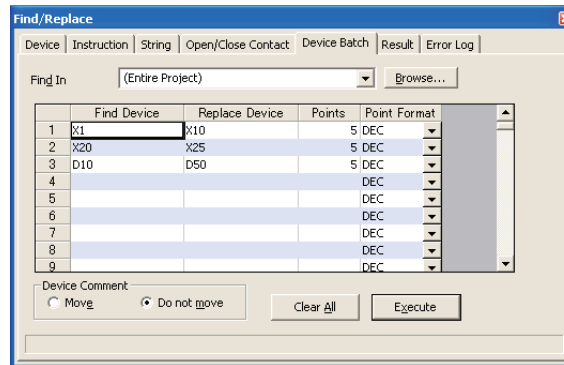 Find/Replace
Device Instruction String Open/Close Contact Device Batch Result Error Log
Find In (Entire Project) Browse...
Find Device Replace Device Points Point Format
1 X1 X10 5 DEC
2 X20 X25 5 DEC
3 D10 D50 5 DEC
4 DEC
5 DEC
6 DEC
7 DEC
8 DEC
9 DEC
Device Comment
Move Do not move Clear All Execute